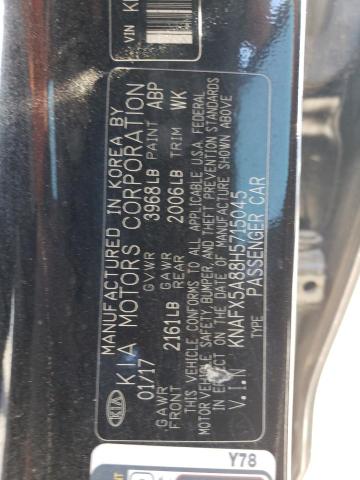 VIN
KIA
MANUFACTURED IN KOREA BY
KIA MOTORS CORPORATION
01/17 GVWR 3968LB PAINT ABP
GAWR FRONT 2161LB GAWR REAR 2006LB TRIM WK
THIS VEHICLE CONFORMS TO ALL APPLICABLE U.S.A. FEDERAL
MOTOR VEHICLE SAFETY, BUMPER, AND THEFT PREVENTION STANDARDS
IN EFFECT ON THE DATE OF MANUFACTURE SHOWN ABOVE
V.I.N KNAFX5A88H5715045
TYPE PASSENGER CAR
Y78